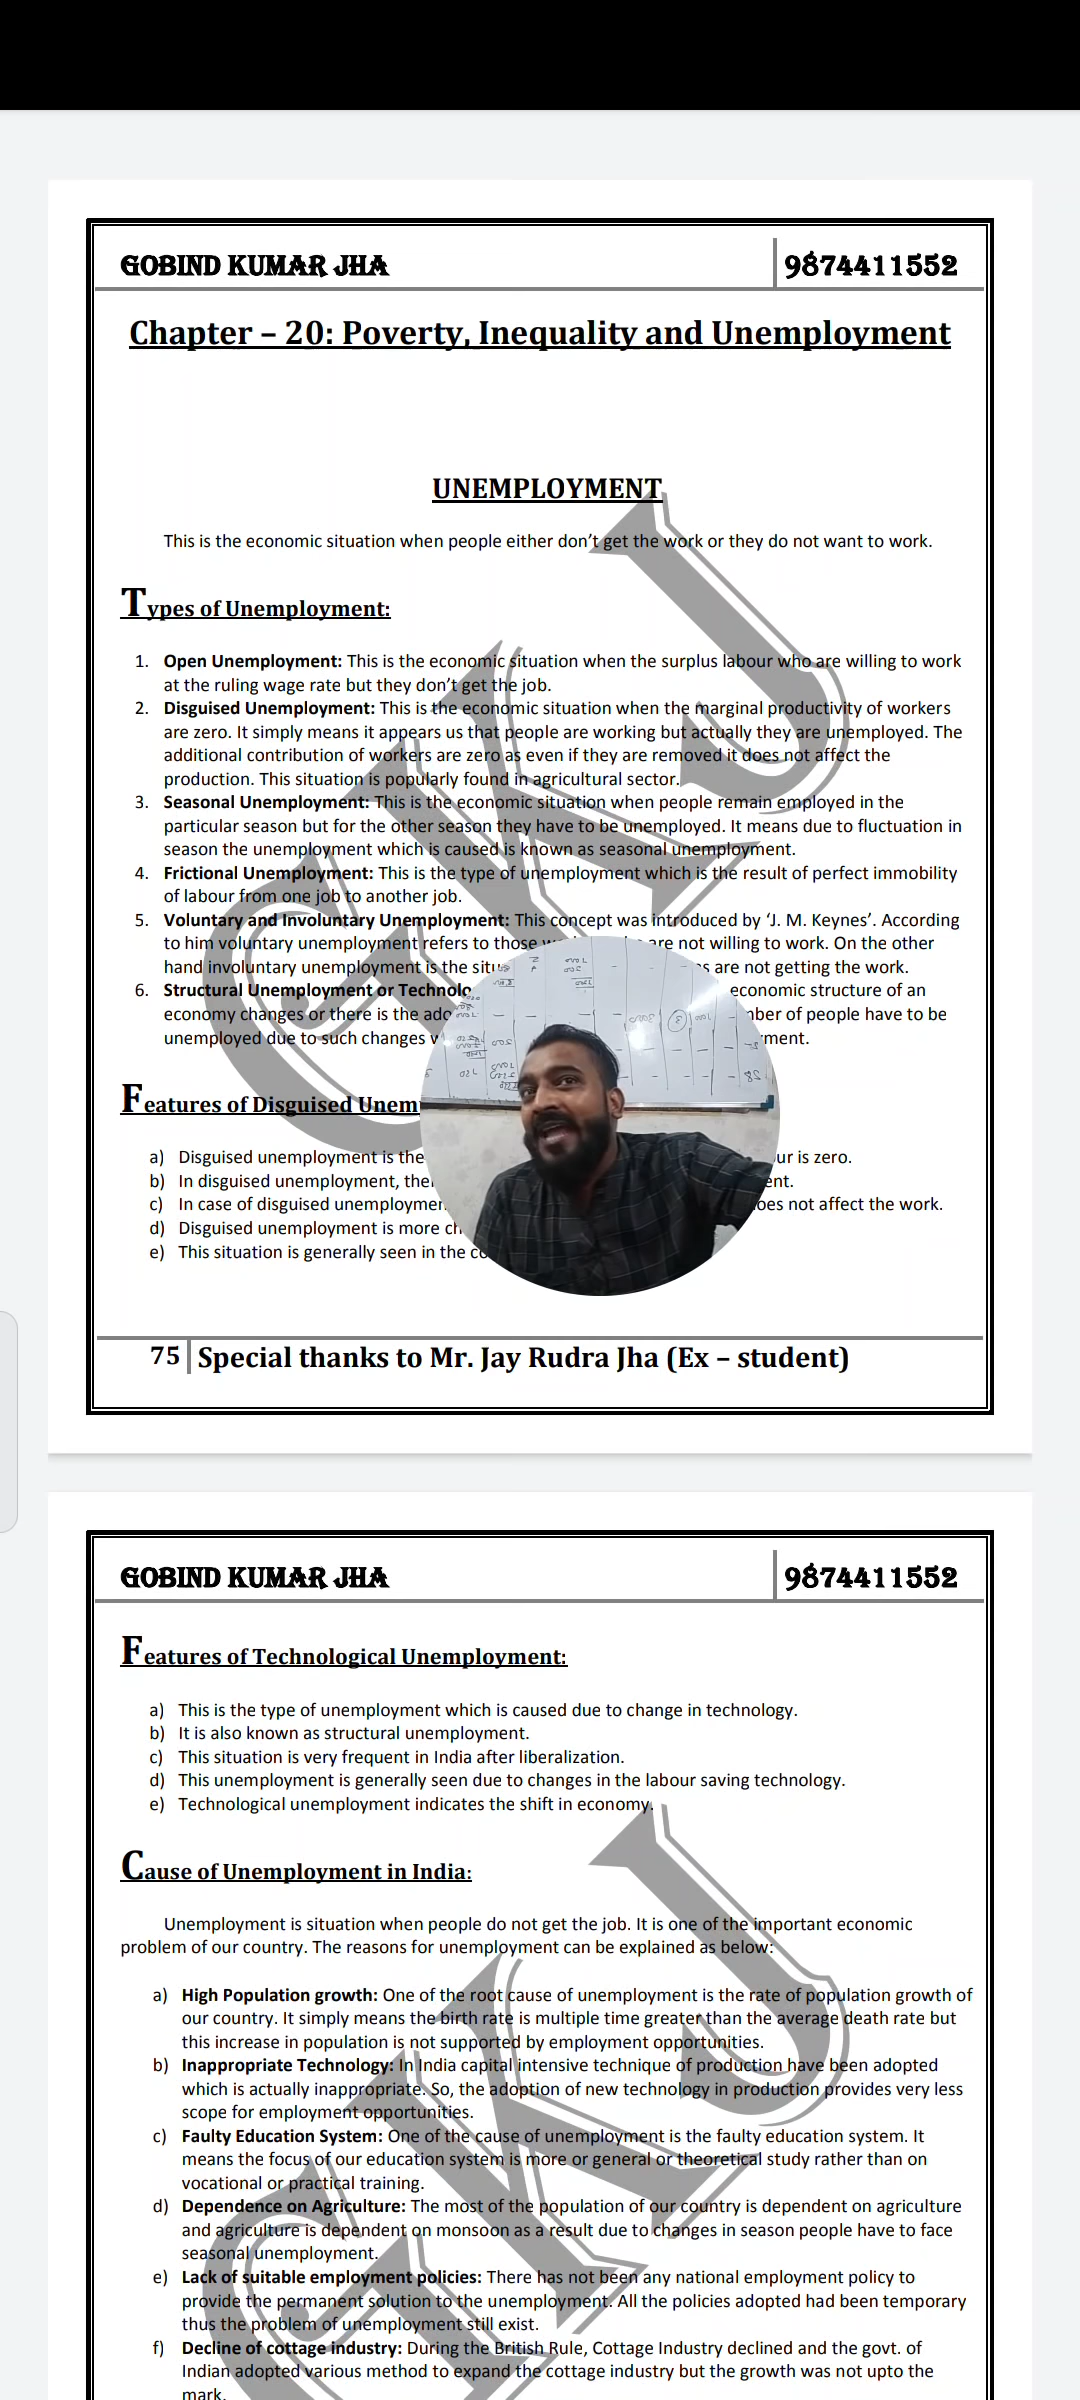 GOBIND KUMAR JHA
9874411552
Chapter – 20: Poverty, Inequality and Unemployment
UNEMPLOYMENT
This is the economic situation when people either don’t get the work or they do not want to work.
Types of Unemployment:
1. Open Unemployment: This is the economic situation when the surplus labour who are willing to work
at the ruling wage rate but they don’t get the job.
2. Disguised Unemployment: This is the economic situation when the marginal productivity of workers
are zero. It simply means it appears us that people are working but actually they are unemployed. The
additional contribution of workers are zero as even if they are removed it does not affect the
production. This situation is popularly found in agricultural sector.
3. Seasonal Unemployment: This is the economic situation when people remain employed in the
particular season but for the other season they have to be unemployed. It means due to fluctuation in
season the unemployment which is caused is known as seasonal unemployment.
4. Frictional Unemployment: This is the type of unemployment which is the result of perfect immobility
of labour from one job to another job.
5. Voluntary and Involuntary Unemployment: This concept was introduced by ‘J. M. Keynes’. According
to him voluntary unemployment refers to those are not willing to work. On the other
hand involuntary unemployment is the are not getting the work.
6. Structural Unemployment or economic structure of an
economy changes or there is the of people have to be
unemployed due to such changes
Features of Disguised
a) Disguised unemployment is the is zero.
b) In disguised unemployment,
c) In case of disguised does not affect the work.
d) Disguised unemployment is more
e) This situation is generally seen in the
75 Special thanks to Mr. Jay Rudra Jha (Ex – student)
GOBIND KUMAR JHA
9874411552
Features of Technological Unemployment:
a) This is the type of unemployment which is caused due to change in technology.
b) It is also known as structural unemployment.
c) This situation is very frequent in India after liberalization.
d) This unemployment is generally seen due to changes in the labour saving technology.
e) Technological unemployment indicates the shift in economy.
Cause of Unemployment in India:
Unemployment is situation when people do not get the job. It is one of the important economic
problem of our country. The reasons for unemployment can be explained as below:
a) High Population growth: One of the root cause of unemployment is the rate of population growth of
our country. It simply means the birth rate is multiple time greater than the average death rate but
this increase in population is not supported by employment opportunities.
b) Inappropriate Technology: In India capital intensive technique of production have been adopted
which is actually inappropriate. So, the adoption of new technology in production provides very less
scope for employment opportunities.
c) Faulty Education System: One of the cause of unemployment is the faulty education system. It
means the focus of our education system is more or general or theoretical study rather than on
vocational or practical training.
d) Dependence on Agriculture: The most of the population of our country is dependent on agriculture
and agriculture is dependent on monsoon as a result due to changes in season people have to face
seasonal unemployment.
e) Lack of suitable employment policies: There has not been any national employment policy to
provide the permanent solution to the unemployment. All the policies adopted had been temporary
thus the problem of unemployment still exist.
f) Decline of cottage industry: During the British Rule, Cottage Industry declined and the govt. of
Indian adopted various method to expand the cottage industry but the growth was not upto the
mark.
GKJ
GKJ